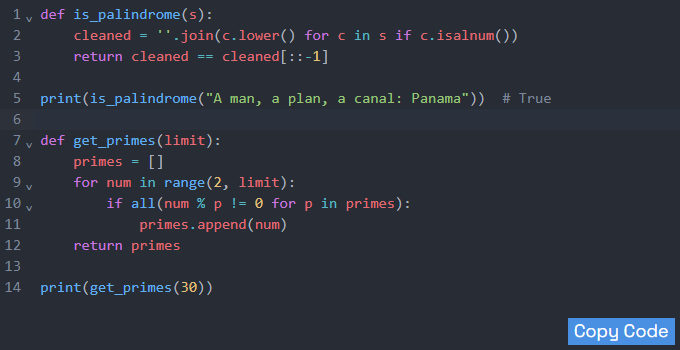 1 def is_palindrome(s):
2     cleaned = ''.join(c.lower() for c in s if c.isalnum())
3     return cleaned == cleaned[::-1]
4
5 print(is_palindrome("A man, a plan, a canal: Panama"))  # True
6
7 def get_primes(limit):
8     primes = []
9     for num in range(2, limit):
10         if all(num % p != 0 for p in primes):
11             primes.append(num)
12     return primes
13
14 print(get_primes(30))
Copy Code